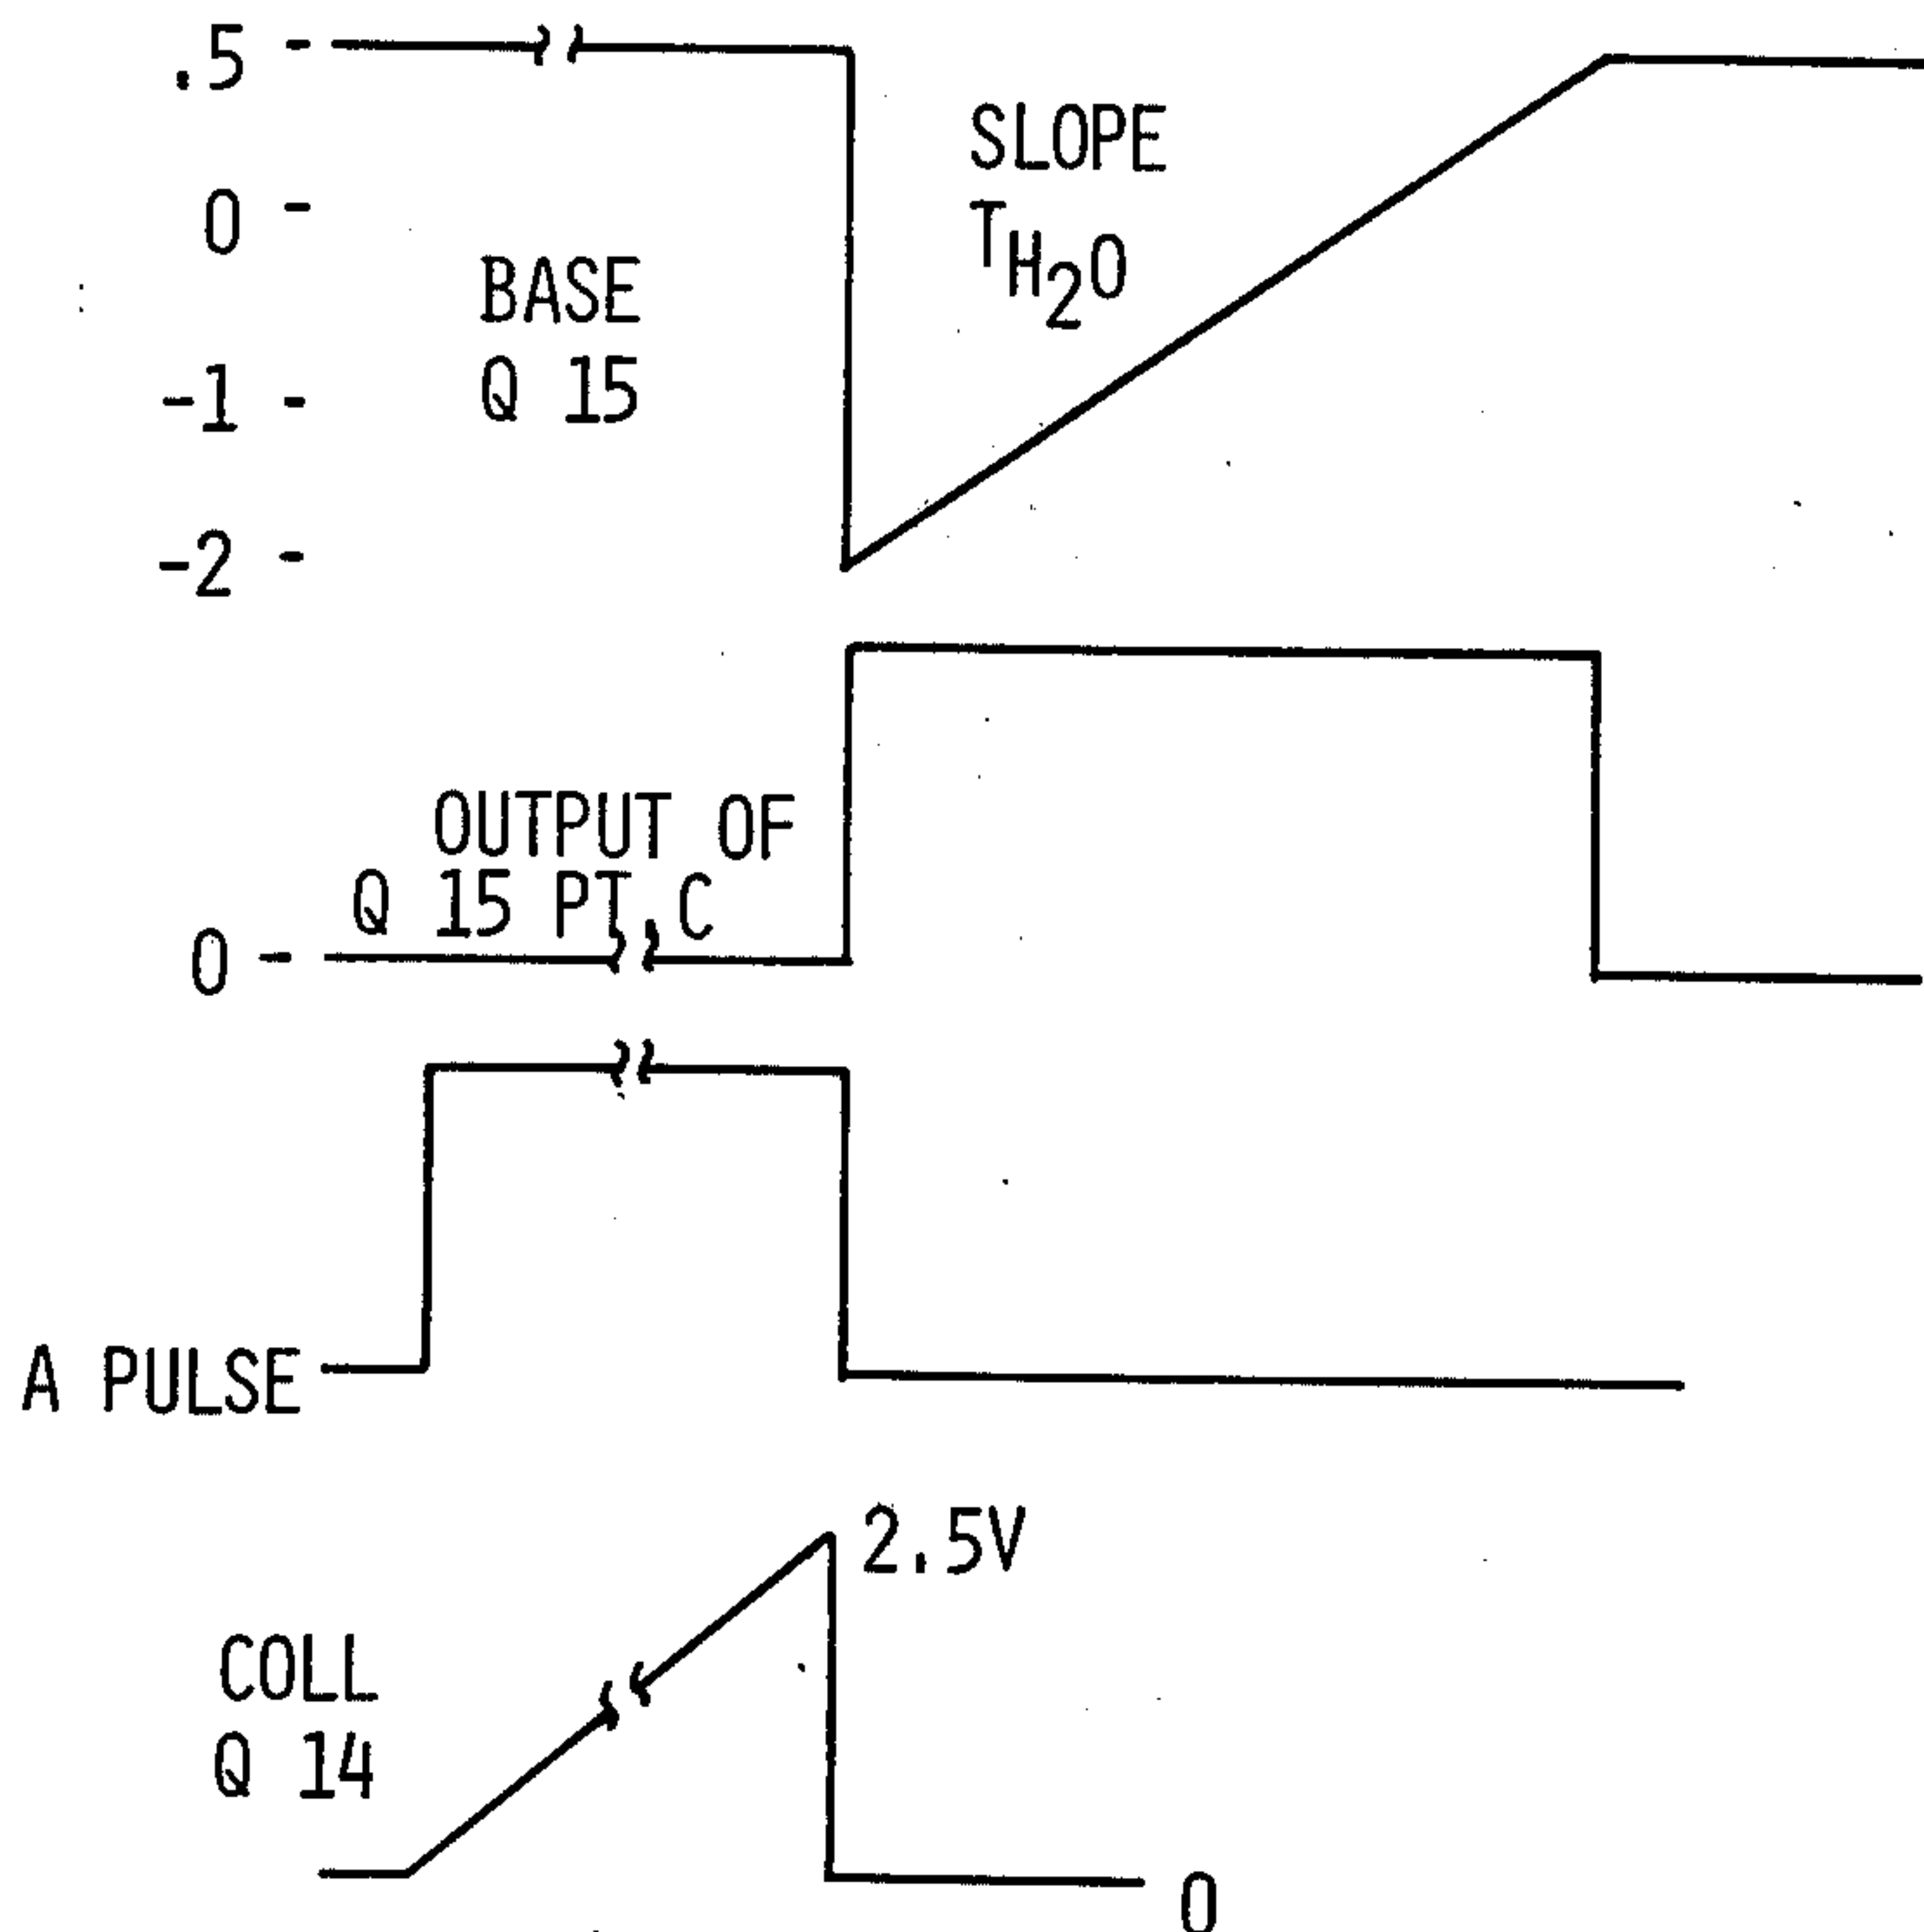 .5 -
SLOPE
TH2O
0 -
BASE
Q 15
-1 -
-2 -
OUTPUT OF
Q 15 PT.C
0 -
A PULSE
2.5V
COLL
Q 14
0